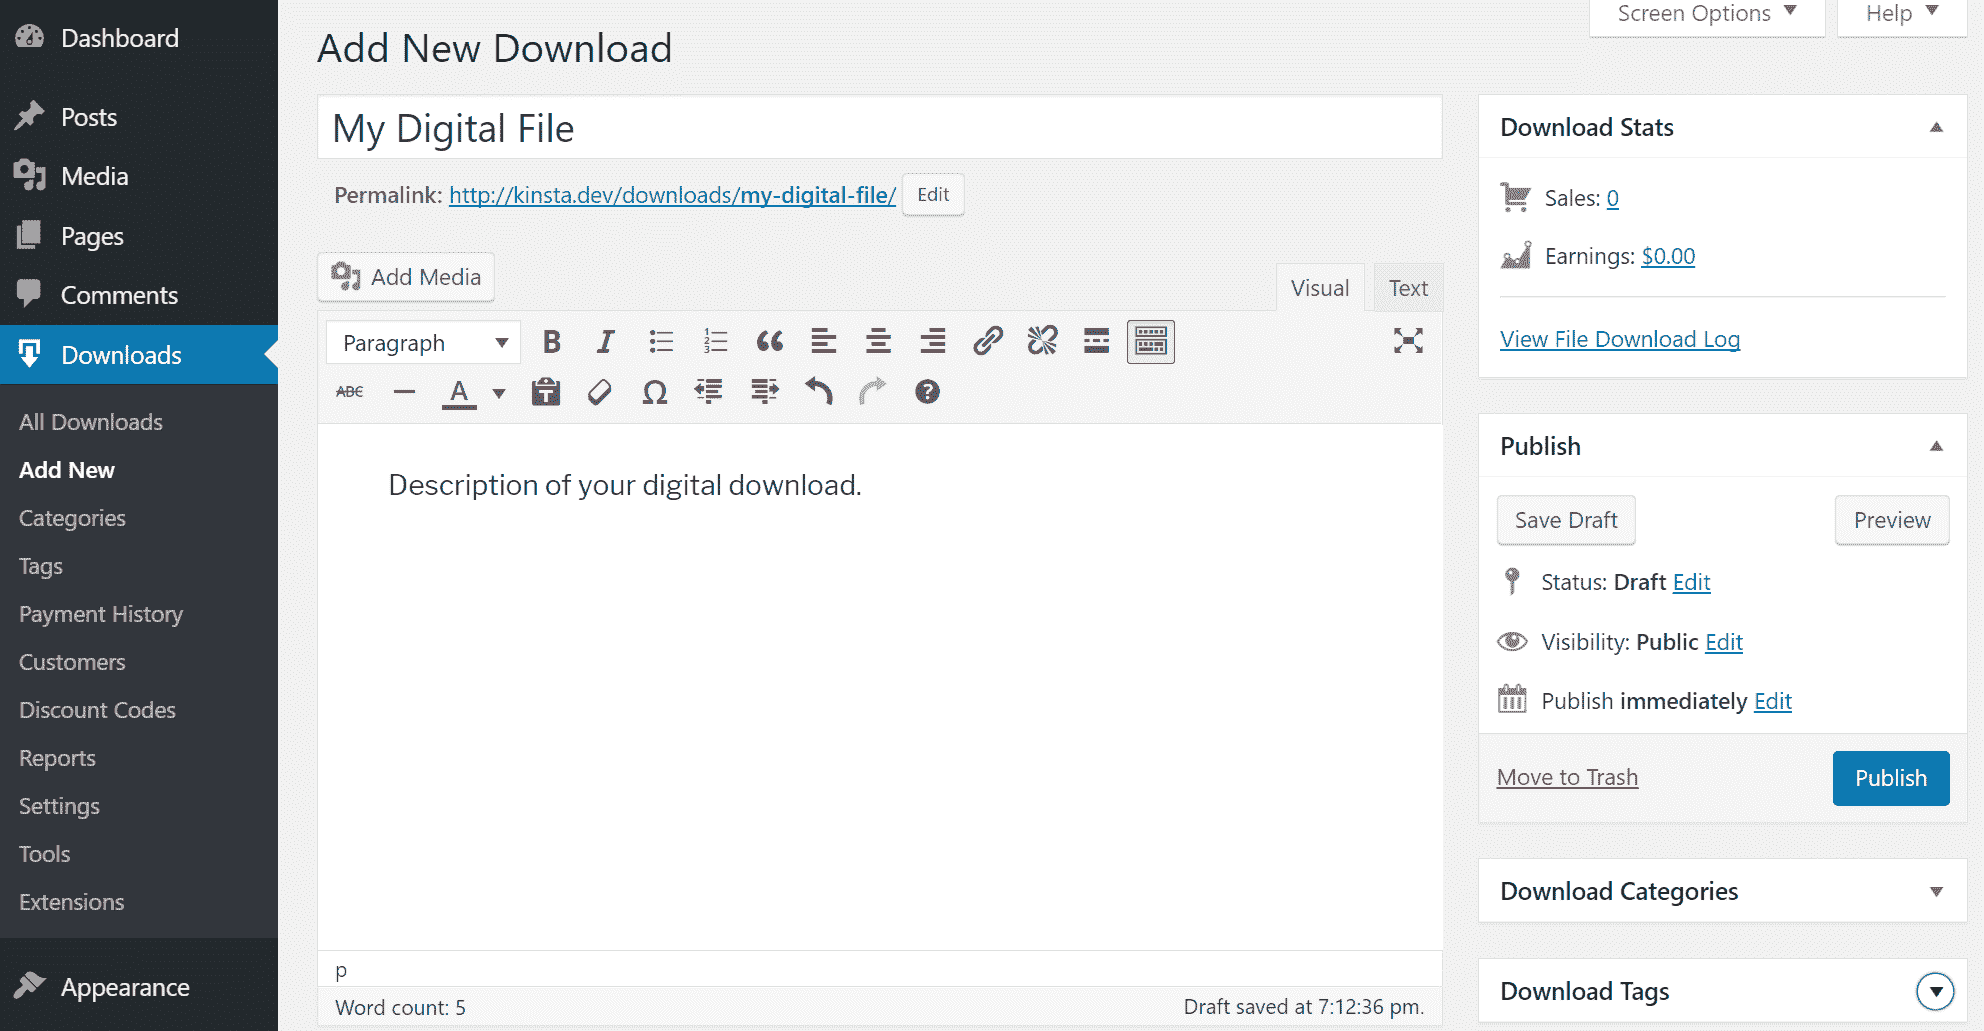 Dashboard
Posts
Media
Pages
Comments
Downloads
All Downloads
Add New
Categories
Tags
Payment History
Customers
Discount Codes
Reports
Settings
Tools
Extensions
Appearance
Screen Options
Help
Add New Download
My Digital File
Permalink: http://kinsta.dev/downloads/my-digital-file/ Edit
Add Media
Visual Text
Paragraph
ABC
Description of your digital download.
p
Word count: 5
Draft saved at 7:12:36 pm.
Download Stats
Sales: 0
Earnings: $0.00
View File Download Log
Publish
Save Draft
Preview
Status: Draft Edit
Visibility: Public Edit
Publish immediately Edit
Move to Trash
Publish
Download Categories
Download Tags